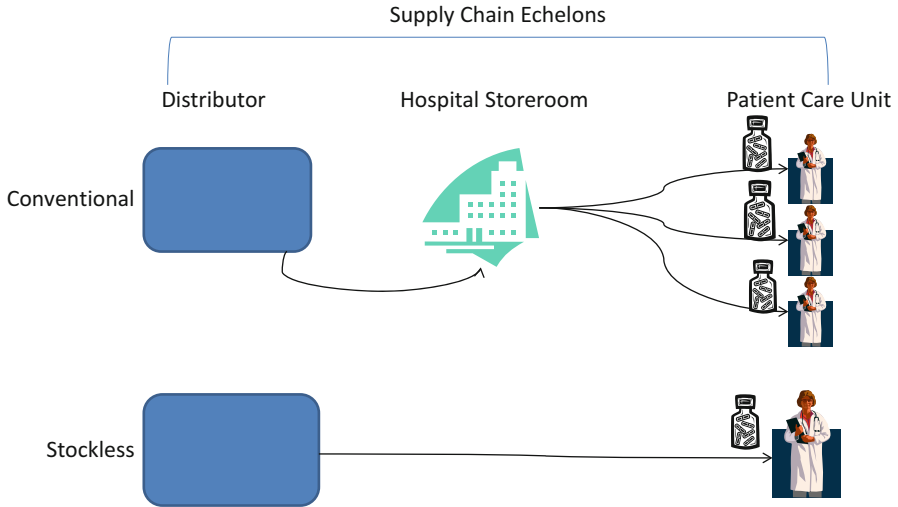 Supply Chain Echelons
Distributor
Hospital Storeroom
Patient Care Unit
Conventional
Stockless